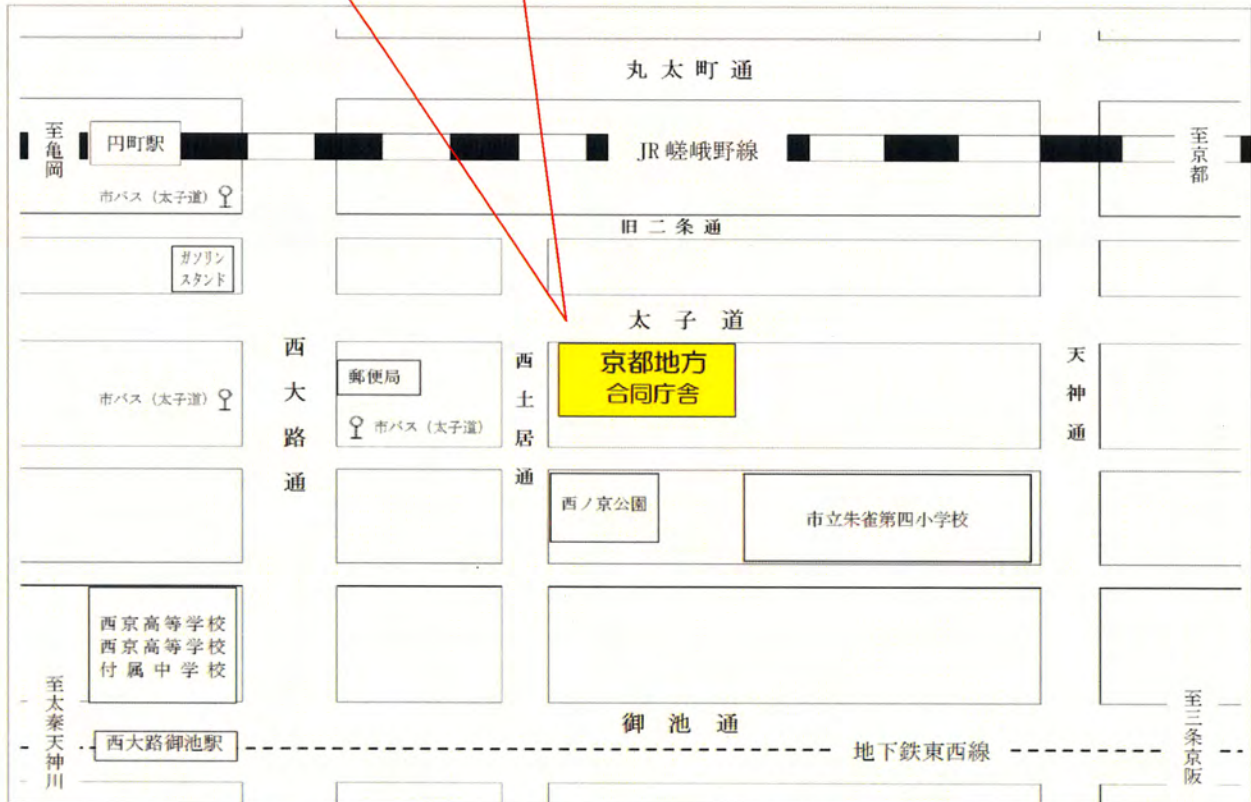 丸太町通
至亀岡
円町駅
JR嵯峨野線
至京都
市バス（太子道）
旧二条通
ガソリン
スタンド
太子道
西大路通
郵便局
西土居通
京都地方
合同庁舎
天神通
市バス（太子道）
市バス（太子道）
西ノ京公園
市立朱雀第四小学校
西京高等学校
西京高等学校
付属中学校
至太秦天神川
御池通
至三条京阪
西大路御池駅
地下鉄東西線